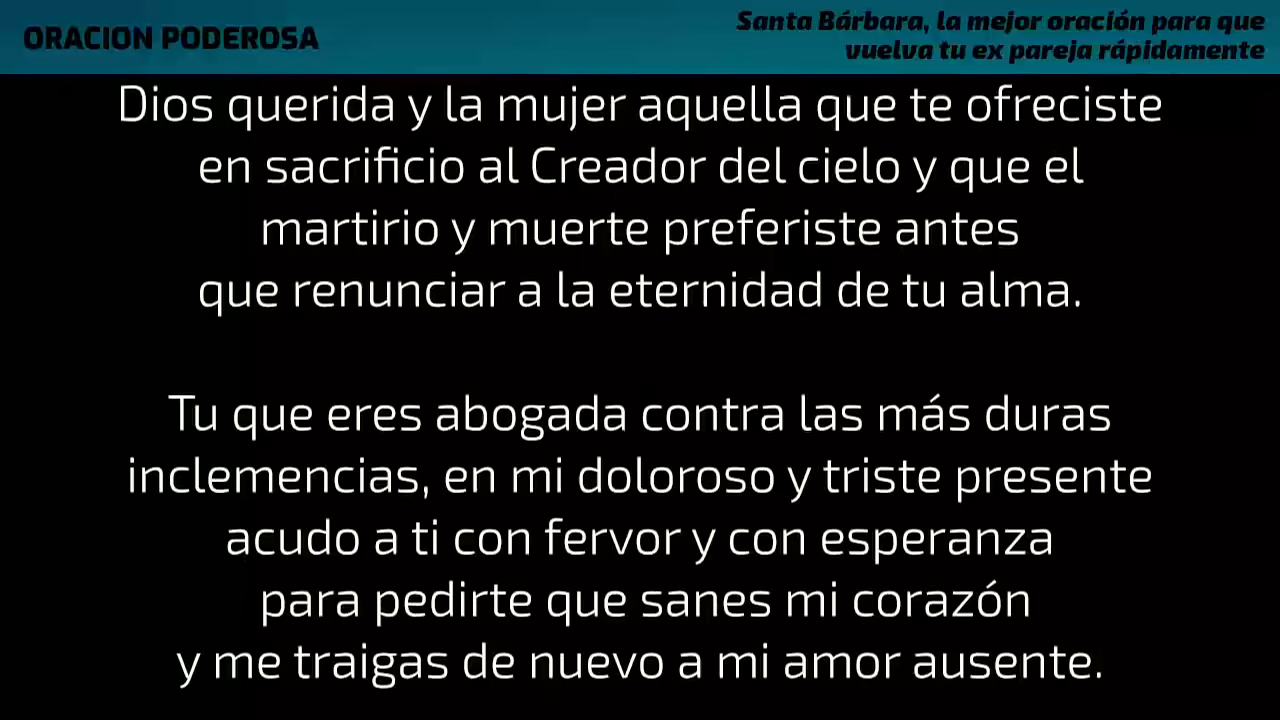 ORACION PODEROSA
Santa Bárbara, la mejor oración para que
vuelva tu ex pareja rápidamente
Dios querida y la mujer aquella que te ofreciste
en sacrificio al Creador del cielo y que el
martirio y muerte preferiste antes
que renunciar a la eternidad de tu alma.
Tu que eres abogada contra las más duras
inclemencias, en mi doloroso y triste presente
acudo a ti con fervor y con esperanza
para pedirte que sanes mi corazón
y me traigas de nuevo a mi amor ausente.